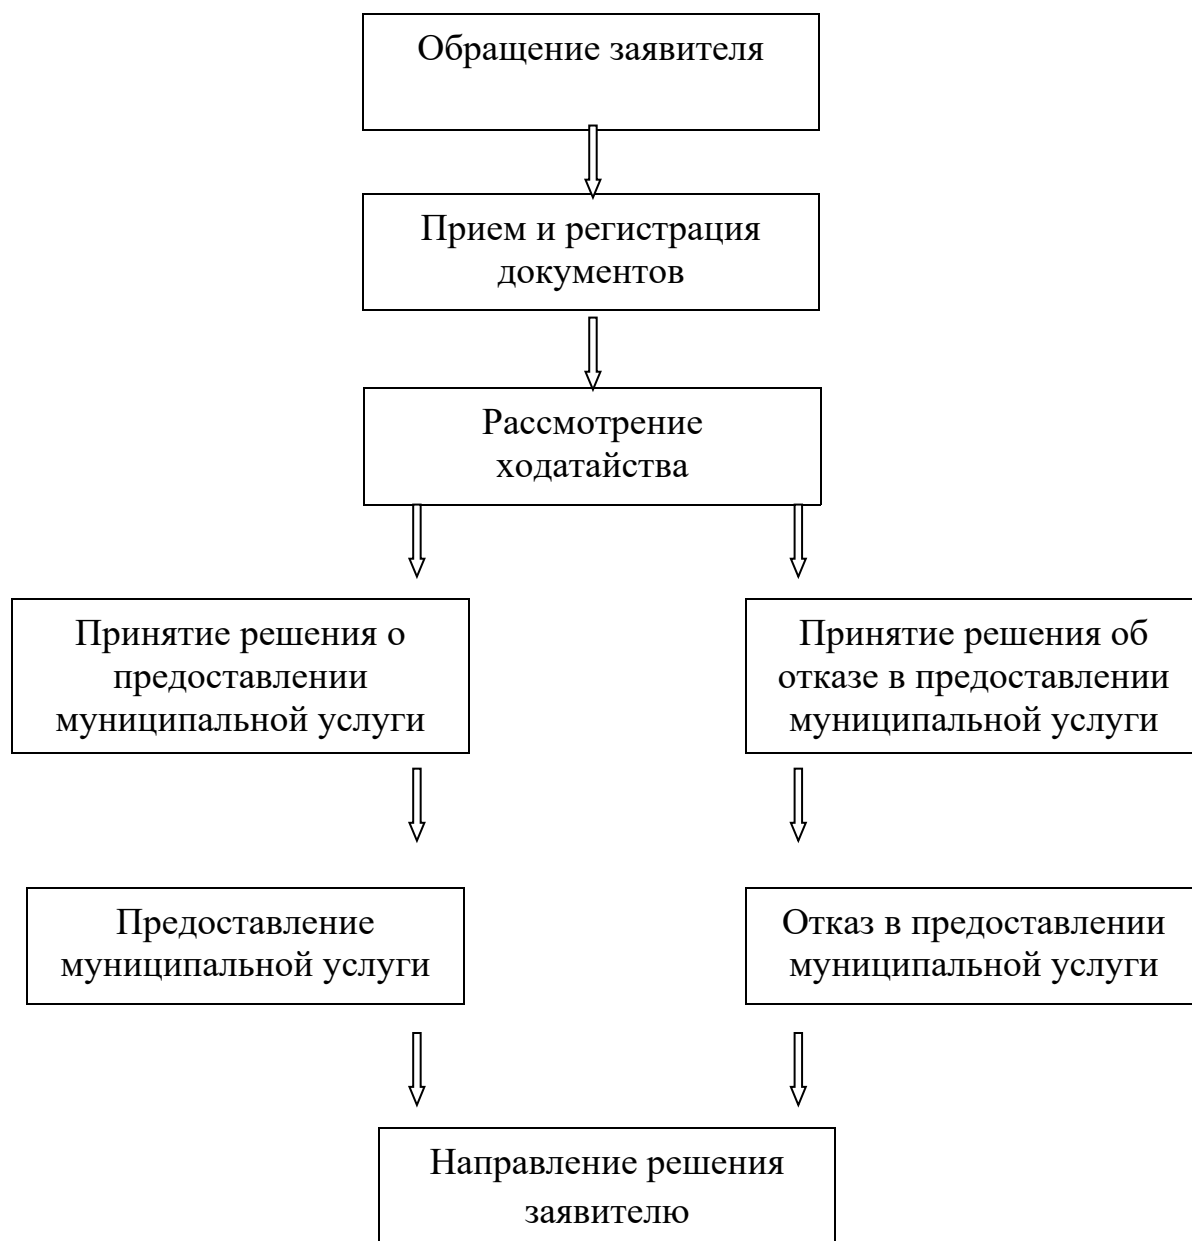 Обращение заявителя
Прием и регистрация
документов
Рассмотрение
ходатайства
Принятие решения о
предоставлении
муниципальной услуги
Принятие решения об
отказе в предоставлении
муниципальной услуги
Предоставление
муниципальной услуги
Отказ в предоставлении
муниципальной услуги
Направление решения
заявителю